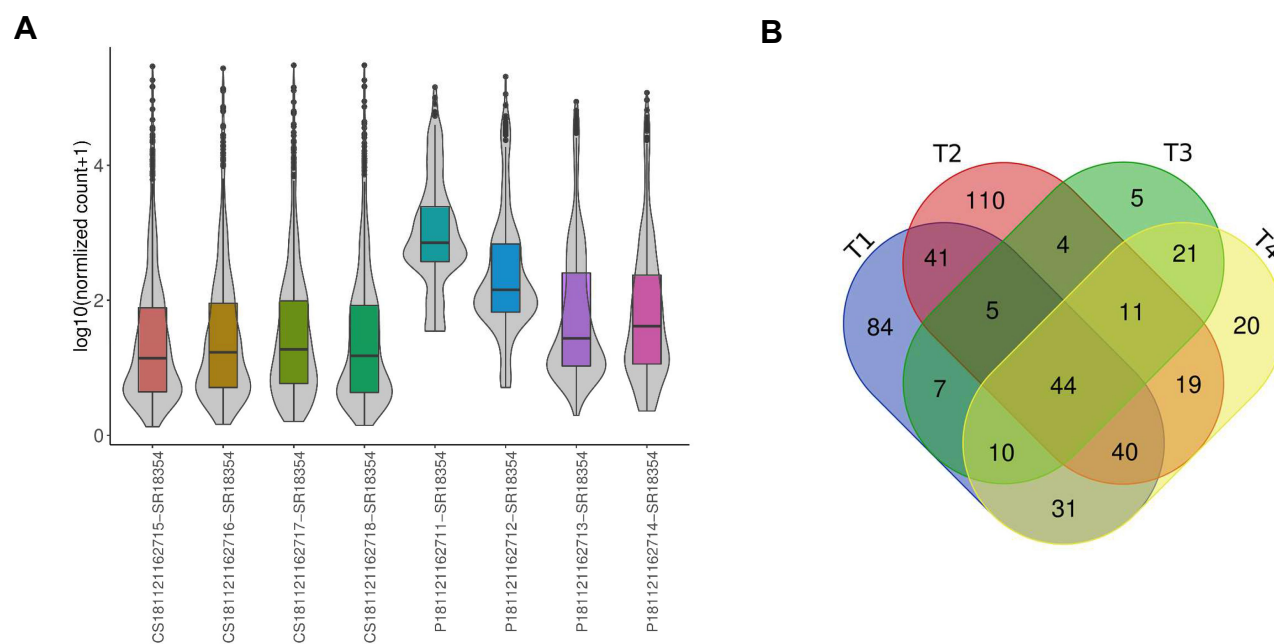 A
B
log10(normlized count+1)
4
2
0
CS181121162715–SR18354
CS181121162716–SR18354
CS181121162717–SR18354
CS181121162718–SR18354
P181121162711–SR18354
P181121162712–SR18354
P181121162713–SR18354
P181121162714–SR18354
T2
T3
T1
T4
110
5
41
4
21
84
5
11
20
7
44
19
10
40
31